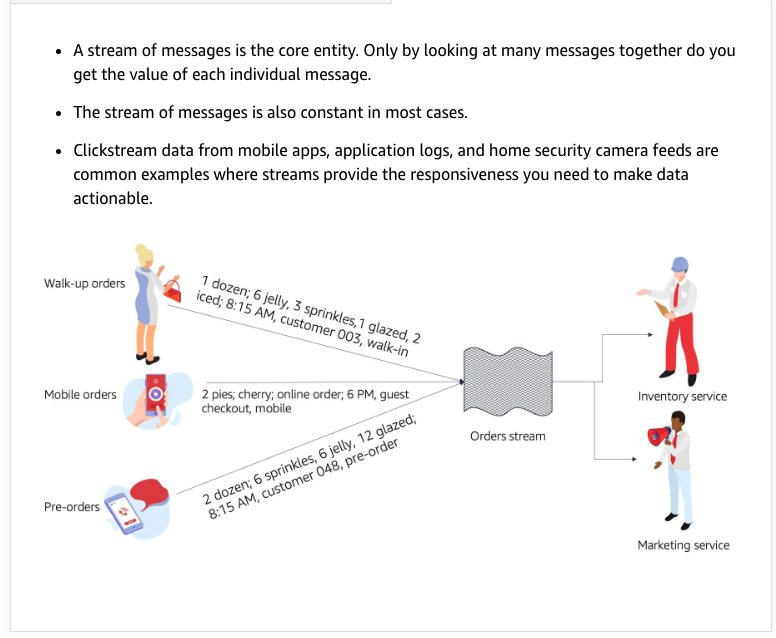 A stream of messages is the core entity. Only by looking at many messages together do you
get the value of each individual message.
The stream of messages is also constant in most cases.
Clickstream data from mobile apps, application logs, and home security camera feeds are
common examples where streams provide the responsiveness you need to make data
actionable.
Walk-up orders
1 dozen; 6 jelly, 3 sprinkles,1 glazed, 2
iced; 8:15 AM, customer 003, walk-in
Mobile orders
2 pies; cherry; online order; 6 PM, guest
checkout, mobile
Pre-orders
2 dozen; 6 sprinkles, 6 jelly, 12 glazed;
8:15 AM, customer 048, pre-order
Orders stream
Inventory service
Marketing service